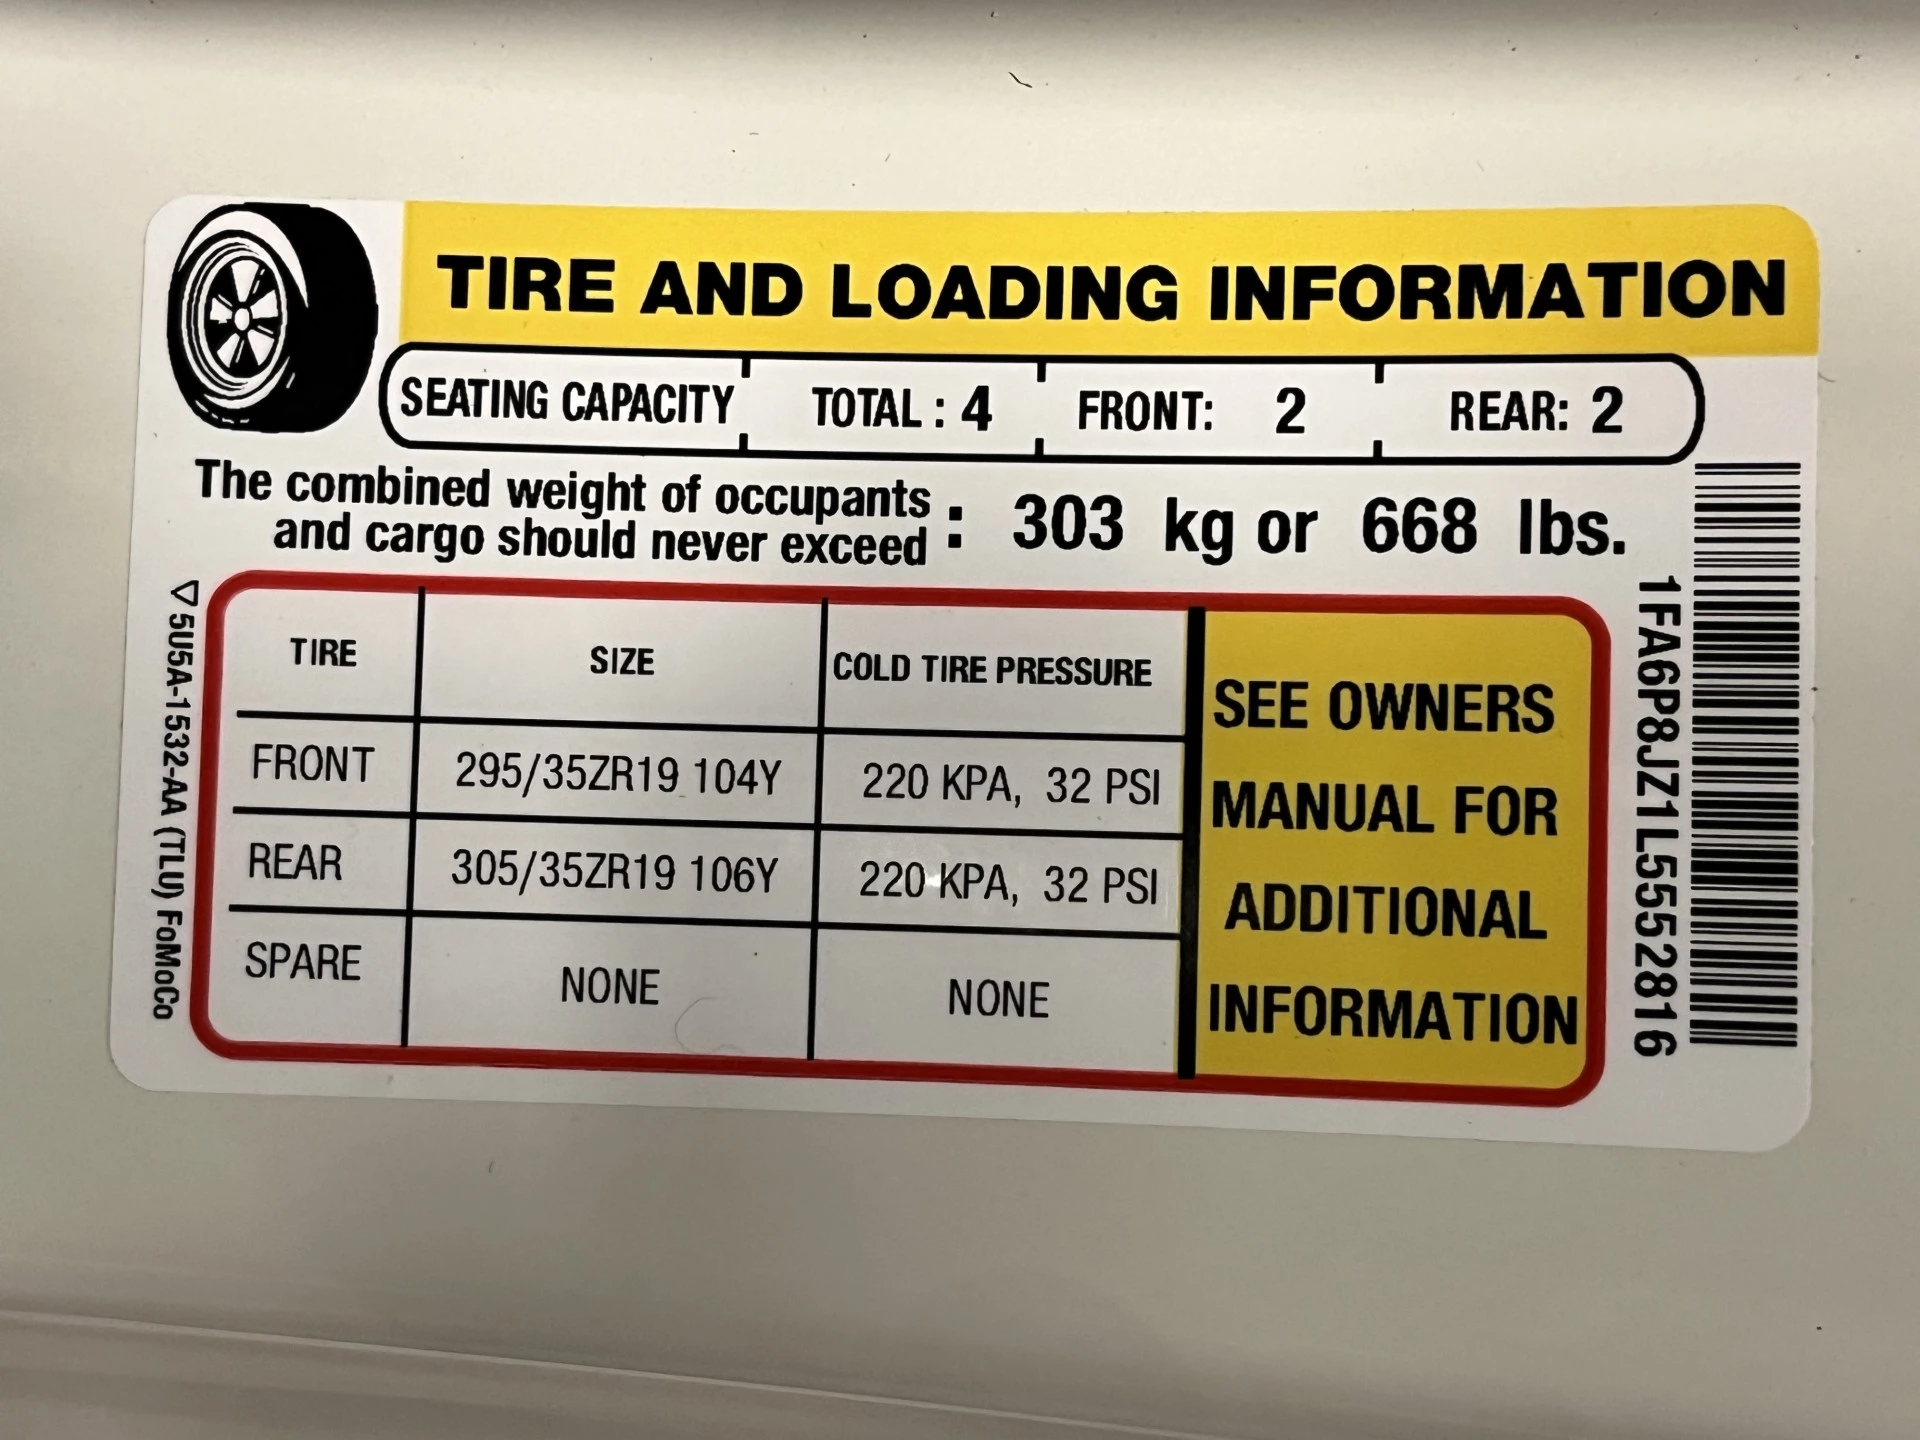 TIRE AND LOADING INFORMATION
SEATING CAPACITY TOTAL : 4 FRONT: 2 REAR: 2
The combined weight of occupants
and cargo should never exceed : 303 kg or 668 lbs.
TIRE SIZE COLD TIRE PRESSURE
FRONT 295/35ZR19 104Y 220 KPA, 32 PSI
REAR 305/35ZR19 106Y 220 KPA, 32 PSI
SPARE NONE NONE
SEE OWNERS
MANUAL FOR
ADDITIONAL
INFORMATION
5U5A-1532-AA (TLU) FoMoCo
1FA6P8JZ1L5552816